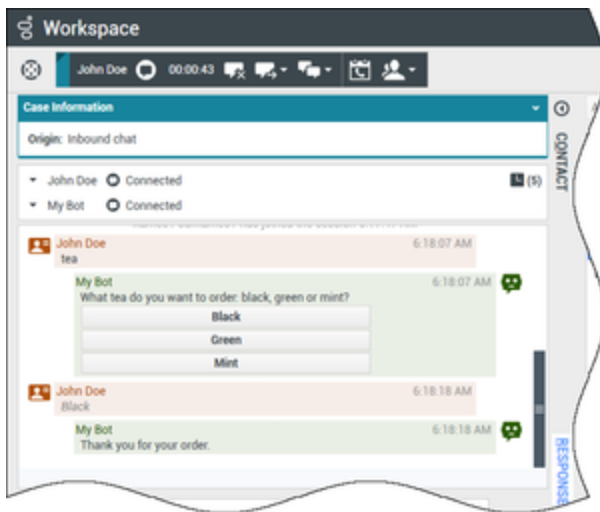 Workspace
John Doe 00:00:43
Case Information
Origin: Inbound chat
CONTACT
John Doe Connected (5)
My Bot Connected
John Doe 6:18:07 AM
tea
My Bot 6:18:07 AM
What tea do you want to order: black, green or mint?
Black
Green
Mint
John Doe 6:18:18 AM
Black
My Bot 6:18:18 AM
Thank you for your order.
RESPONSE